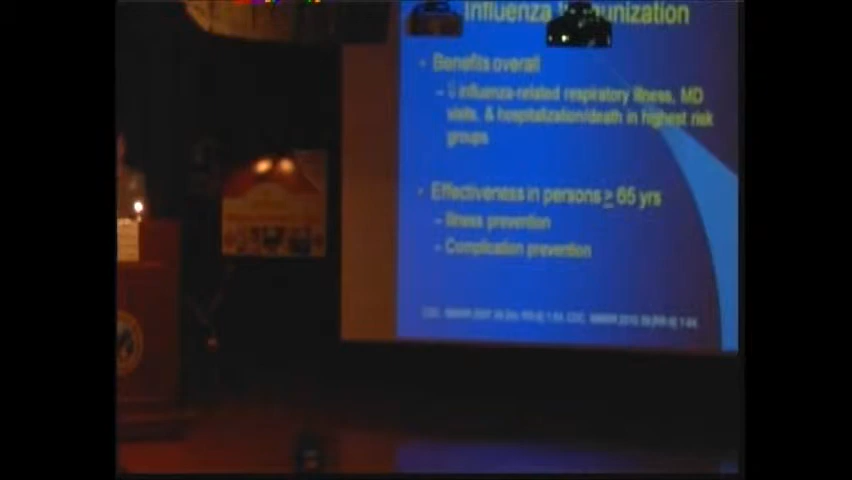 Influenza Immunization
• Benefits overall
– ⇩ influenza-related respiratory illness, MD
visits, & hospitalization/death in highest risk
groups
• Effectiveness in persons ≥ 65 yrs
– Illness prevention
– Complication prevention